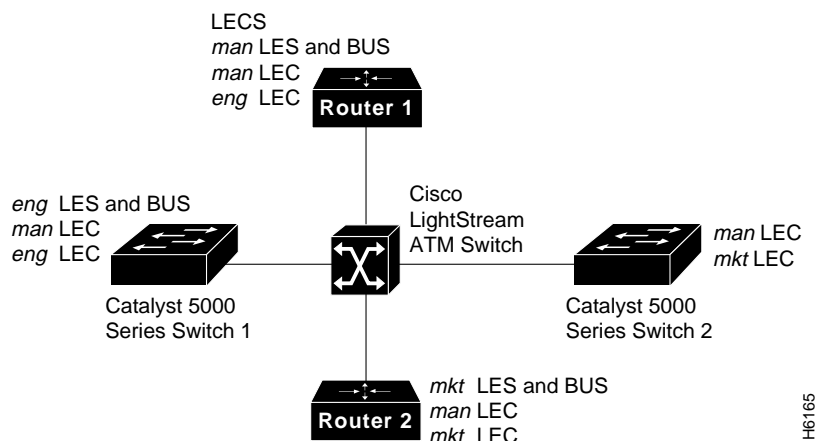 LECS
man LES and BUS
man LEC
eng LEC
Router 1
eng LES and BUS
man LEC
eng LEC
Cisco
LightStream
ATM Switch
man LEC
mkt LEC
Catalyst 5000
Series Switch 1
Catalyst 5000
Series Switch 2
mkt LES and BUS
man LEC
mkt LEC
Router 2
H6165